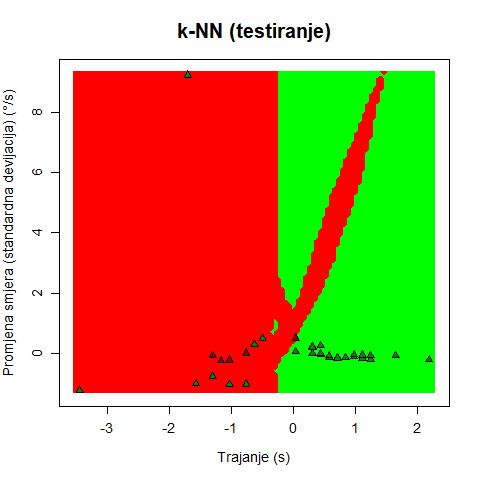 k-NN (testiranje)
Promjena smjera (standardna devijacija) (°/s)
8
6
4
2
0
-3 -2 -1 0 1 2
Trajanje (s)